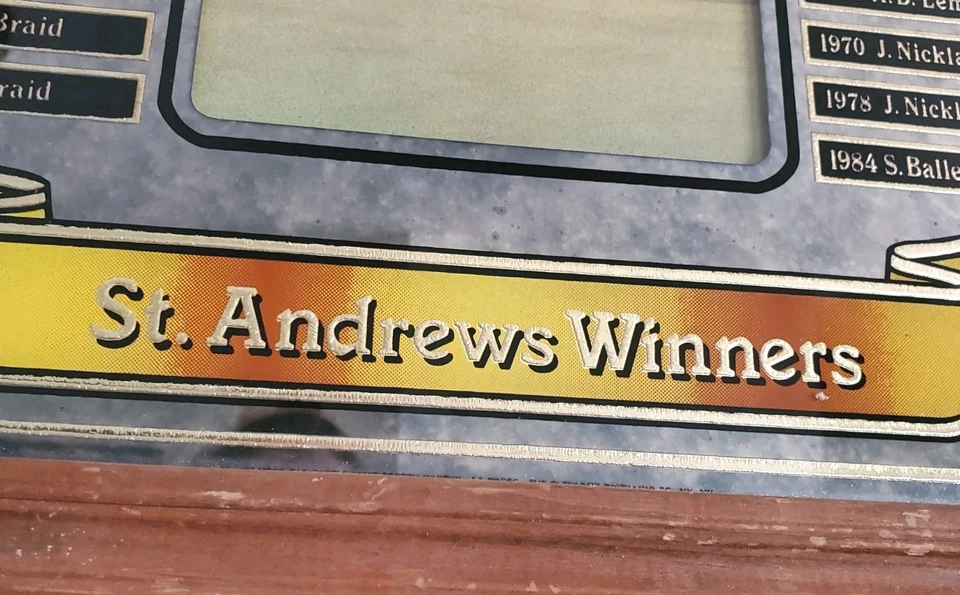 Braid
raid
1970 J. Nickla
1978 J. Nickl
1984 S. Balle
St. Andrews Winners